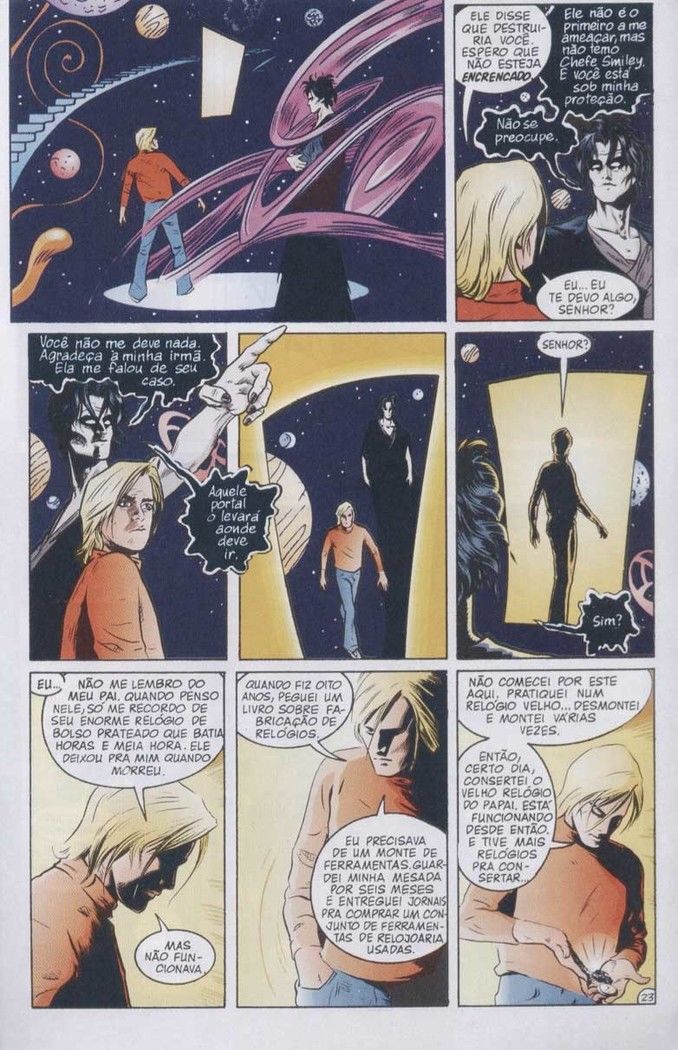 ELE DISSE
QUE DESTRUI-
RIA VOCÊ.
ESPERO QUE
NÃO ESTEJA
ENCRENCADO.
Ele não é o
primeiro a me
ameaçar, mas
não temo
Chefe Smiley.
E você está
sob minha
proteção.
Não se
preocupe.
EU... EU
TE DEVO ALGO,
SENHOR?
Você não me deve nada.
Agradeça à minha irmã.
Ela me falou de seu
caso.
Aquele
portal
o levará
aonde
deve
ir.
SENHOR?
Sim?
EU...
NÃO ME LEMBRO DO
MEU PAI. QUANDO PENSO
NELE, SÓ ME RECORDO DE
SEU ENORME RELÓGIO DE
BOLSO PRATEADO QUE BATIA
HORAS E MEIA HORA. ELE
DEIXOU PRA MIM QUANDO
MORREU.
MAS
NÃO FUN-
CIONAVA.
QUANDO FIZ OITO
ANOS, PEGUEI UM
LIVRO SOBRE FA-
BRICAÇÃO DE
RELÓGIOS.
EU PRECISAVA
DE UM MONTE DE
FERRAMENTAS. GUAR-
DEI MINHA MESADA
POR SEIS MESES
E ENTREGUEI JORNAIS
PRA COMPRAR UM CON-
JUNTO DE FERRAMEN-
TAS DE RELOJOARIA
USADAS.
NÃO COMECEI POR ESTE
AQUI. PRATIQUEI NUM
RELÓGIO VELHO... DESMONTEI
E MONTEI VÁRIAS
VEZES.
ENTÃO,
CERTO DIA,
CONSERTEI O
VELHO RELÓGIO
DO PAPAI. ESTÁ
FUNCIONANDO
DESDE ENTÃO.
E TIVE MAIS
RELÓGIOS
PRA CON-
SERTAR...
23